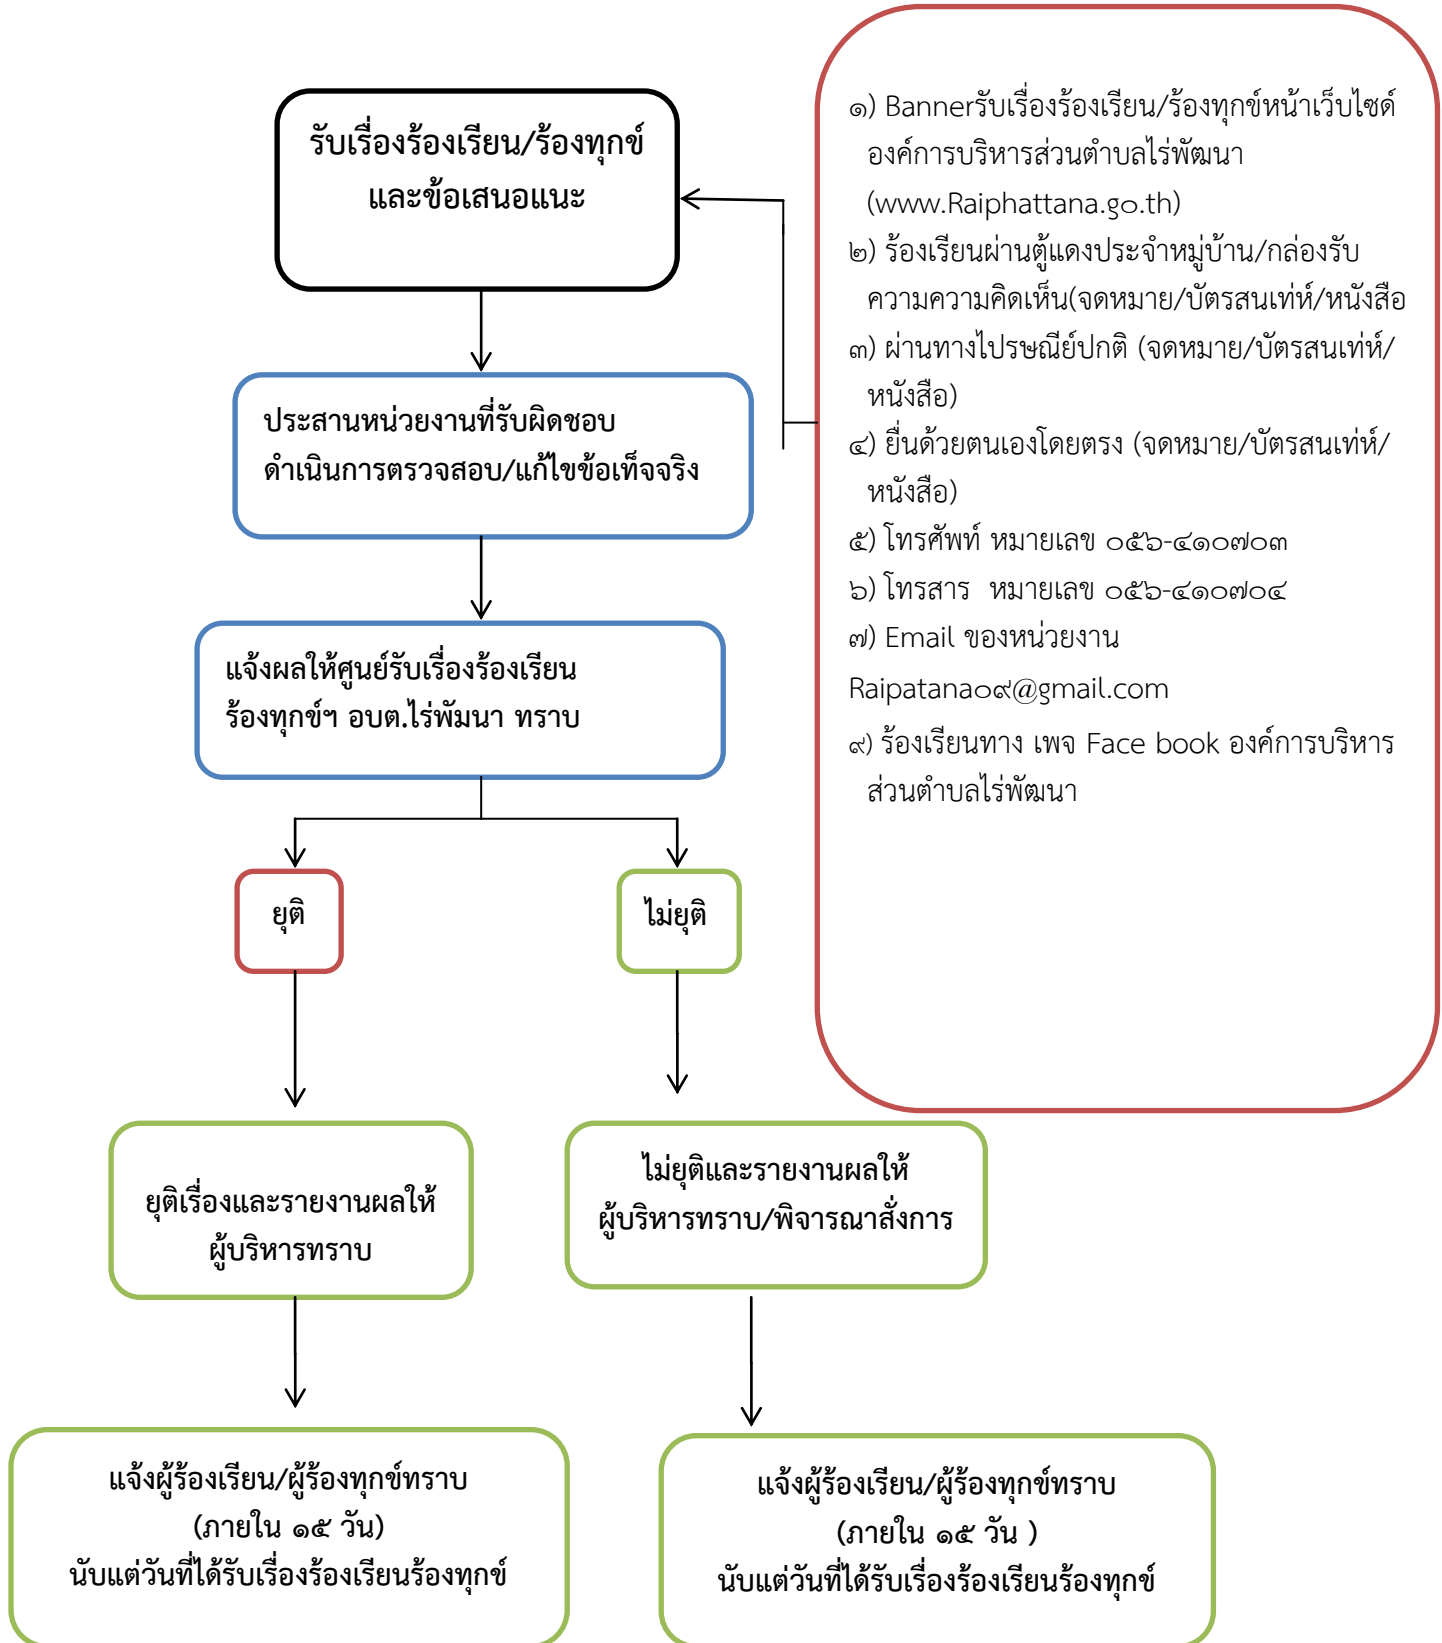 รับเรื่องร้องเรียน/ร้องทุกข์
และข้อเสนอแนะ
๑) Bannerรับเรื่องร้องเรียน/ร้องทุกข์หน้าเว็บไซด์
องค์การบริหารส่วนตำบลไร่พัฒนา
(www.Raiphattana.go.th)
๒) ร้องเรียนผ่านตู้แดงประจำหมู่บ้าน/กล่องรับ
ความความคิดเห็น(จดหมาย/บัตรสนเท่ห์/หนังสือ
๓) ผ่านทางไปรษณีย์ปกติ (จดหมาย/บัตรสนเท่ห์/
หนังสือ)
๔) ยื่นด้วยตนเองโดยตรง (จดหมาย/บัตรสนเท่ห์/
หนังสือ)
๕) โทรศัพท์ หมายเลข ๐๕๖-๔๑๐๗๐๓
๖) โทรสาร หมายเลข ๐๕๖-๔๑๐๗๐๔
๗) Email ของหน่วยงาน
Raipatana๐๙@gmail.com
๙) ร้องเรียนทาง เพจ Face book องค์การบริหาร
ส่วนตำบลไร่พัฒนา
ประสานหน่วยงานที่รับผิดชอบ
ดำเนินการตรวจสอบ/แก้ไขข้อเท็จจริง
แจ้งผลให้ศูนย์รับเรื่องร้องเรียน
ร้องทุกข์ฯ อบต.ไร่พัมนา ทราบ
ยุติ
ไม่ยุติ
ยุติเรื่องและรายงานผลให้
ผู้บริหารทราบ
ไม่ยุติและรายงานผลให้
ผู้บริหารทราบ/พิจารณาสั่งการ
แจ้งผู้ร้องเรียน/ผู้ร้องทุกข์ทราบ
(ภายใน ๑๕ วัน)
นับแต่วันที่ได้รับเรื่องร้องเรียนร้องทุกข์
แจ้งผู้ร้องเรียน/ผู้ร้องทุกข์ทราบ
(ภายใน ๑๕ วัน )
นับแต่วันที่ได้รับเรื่องร้องเรียนร้องทุกข์